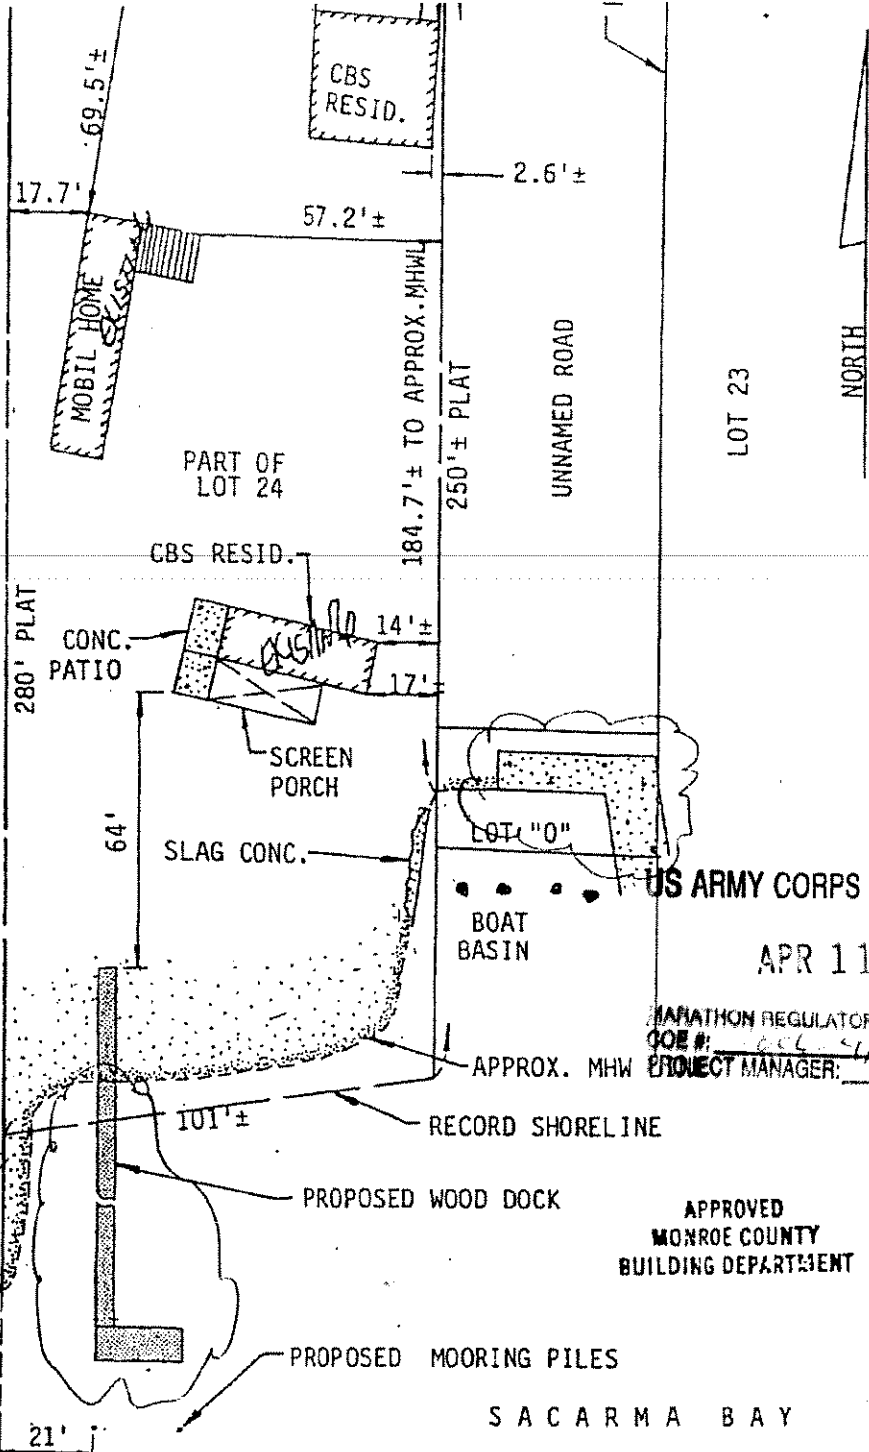 CBS
RESID.
69.5'±
2.6'±
17.7'
57.2'±
MOBIL HOME
184.7'± TO APPROX.MHWL
250'± PLAT
UNNAMED ROAD
LOT 23
NORTH
PART OF
LOT 24
CBS RESID.
280' PLAT
CONC.
PATIO
EXISTING
14'±
17'±
SCREEN
PORCH
64'
SLAG CONC.
LOT "O"
US ARMY CORPS
BOAT
BASIN
APR 11
MARATHON REGULATOR
COE #:
PROJECT MANAGER:
APPROX. MHW LINE
101'±
RECORD SHORELINE
PROPOSED WOOD DOCK
APPROVED
MONROE COUNTY
BUILDING DEPARTMENT
PROPOSED MOORING PILES
SACARMA BAY
21'